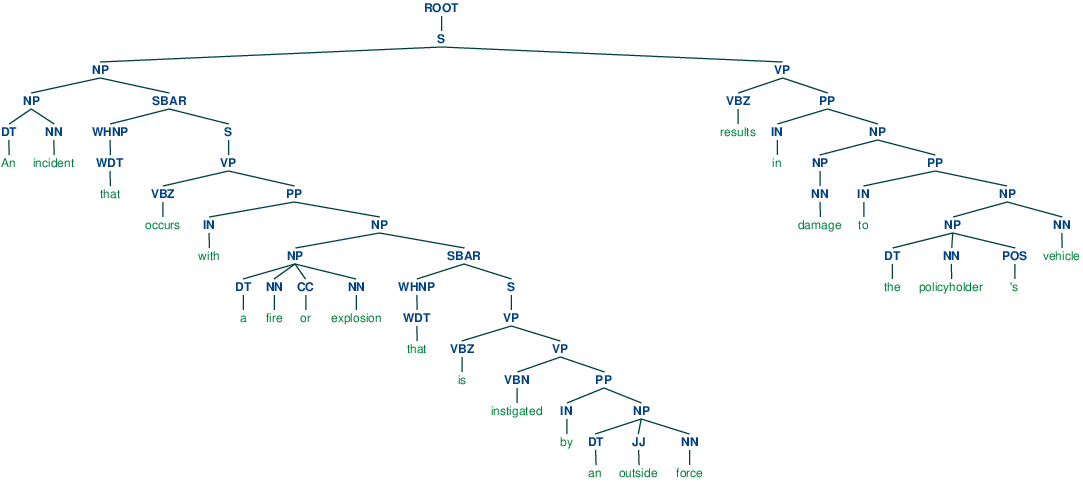 ROOT
S
NP VP
NP SBAR VBZ PP
DT NN WHNP S results IN NP
An incident WDT VP in NP PP
that VBZ PP NN IN NP
occurs IN NP damage to NP NN
with NP SBAR DT NN POS vehicle
DT NN CC NN WHNP S the policyholder 's
a fire or explosion WDT VP
that VBZ VP
is VBN PP
instigated IN NP
by DT JJ NN
an outside force